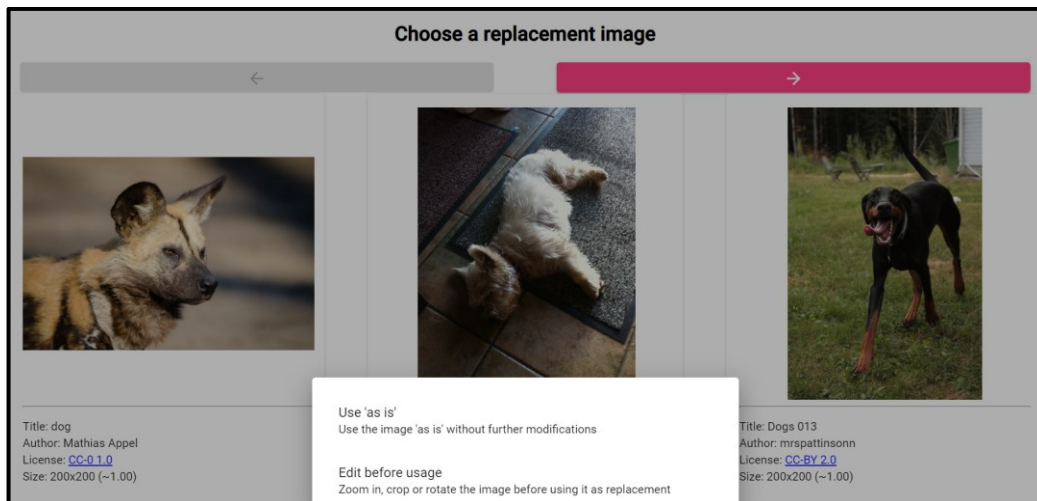 Choose a replacement image
←
→
Title: dog
Author: Mathias Appel
License: CC-0 1.0
Size: 200x200 (~1.00)
Use 'as is'
Use the image 'as is' without further modifications
Edit before usage
Zoom in, crop or rotate the image before using it as replacement
Title: Dogs 013
Author: mrspattinsonn
License: CC-BY 2.0
Size: 200x200 (~1.00)